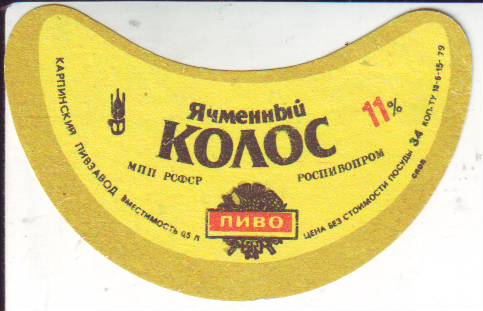 Ячменный
КОЛОС
11%
МПП РСФСР
РОСПИВОПРОМ
ПИВО
КАРПИНСКИЙ ПИВЗАВОД ВМЕСТИМОСТЬ 0,5 Л
ЦЕНА БЕЗ СТОИМОСТИ ПОСУДЫ 34 КОП. ТУ 18-6-15-79